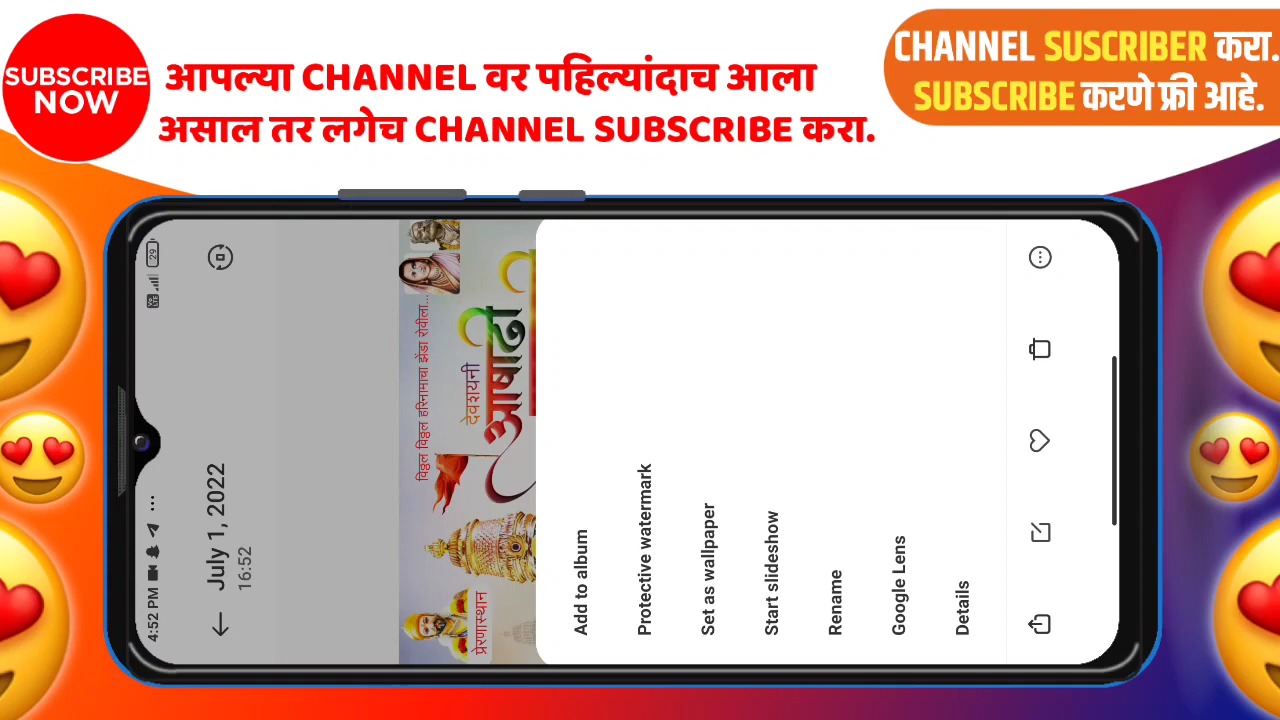 SUBSCRIBE
NOW
आपल्या CHANNEL वर पहिल्यांदाच आला
असाल तर लगेच CHANNEL SUBSCRIBE करा.
CHANNEL SUSCRIBER करा.
SUBSCRIBE करणे फ्री आहे.
4:52 PM
29
July 1, 2022
16:52
विठ्ठल विठ्ठल हरिनामाचा झेंडा रोवीला...
देवशयनी
आषाढी
प्रेरणास्थान
Add to album
Protective watermark
Set as wallpaper
Start slideshow
Rename
Google Lens
Details